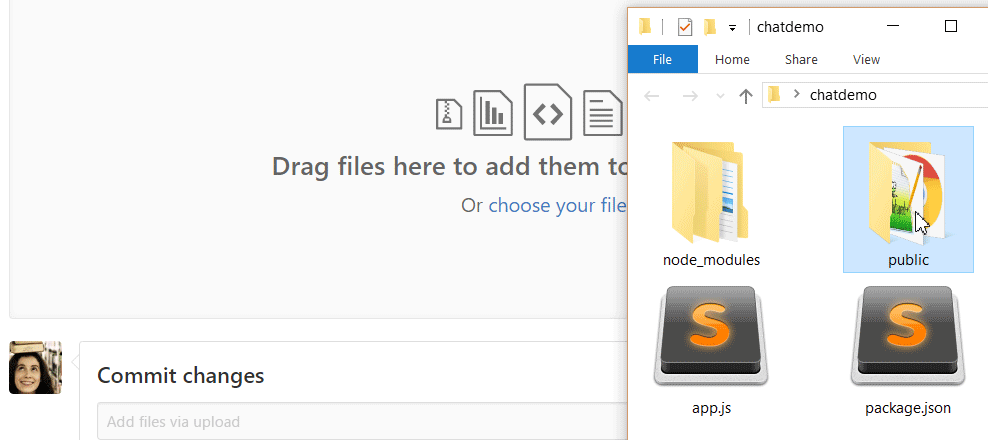 Drag files here to add them to
Or choose your file
Commit changes
Add files via upload
chatdemo
File
Home
Share
View
chatdemo
node_modules
public
app.js
package.json